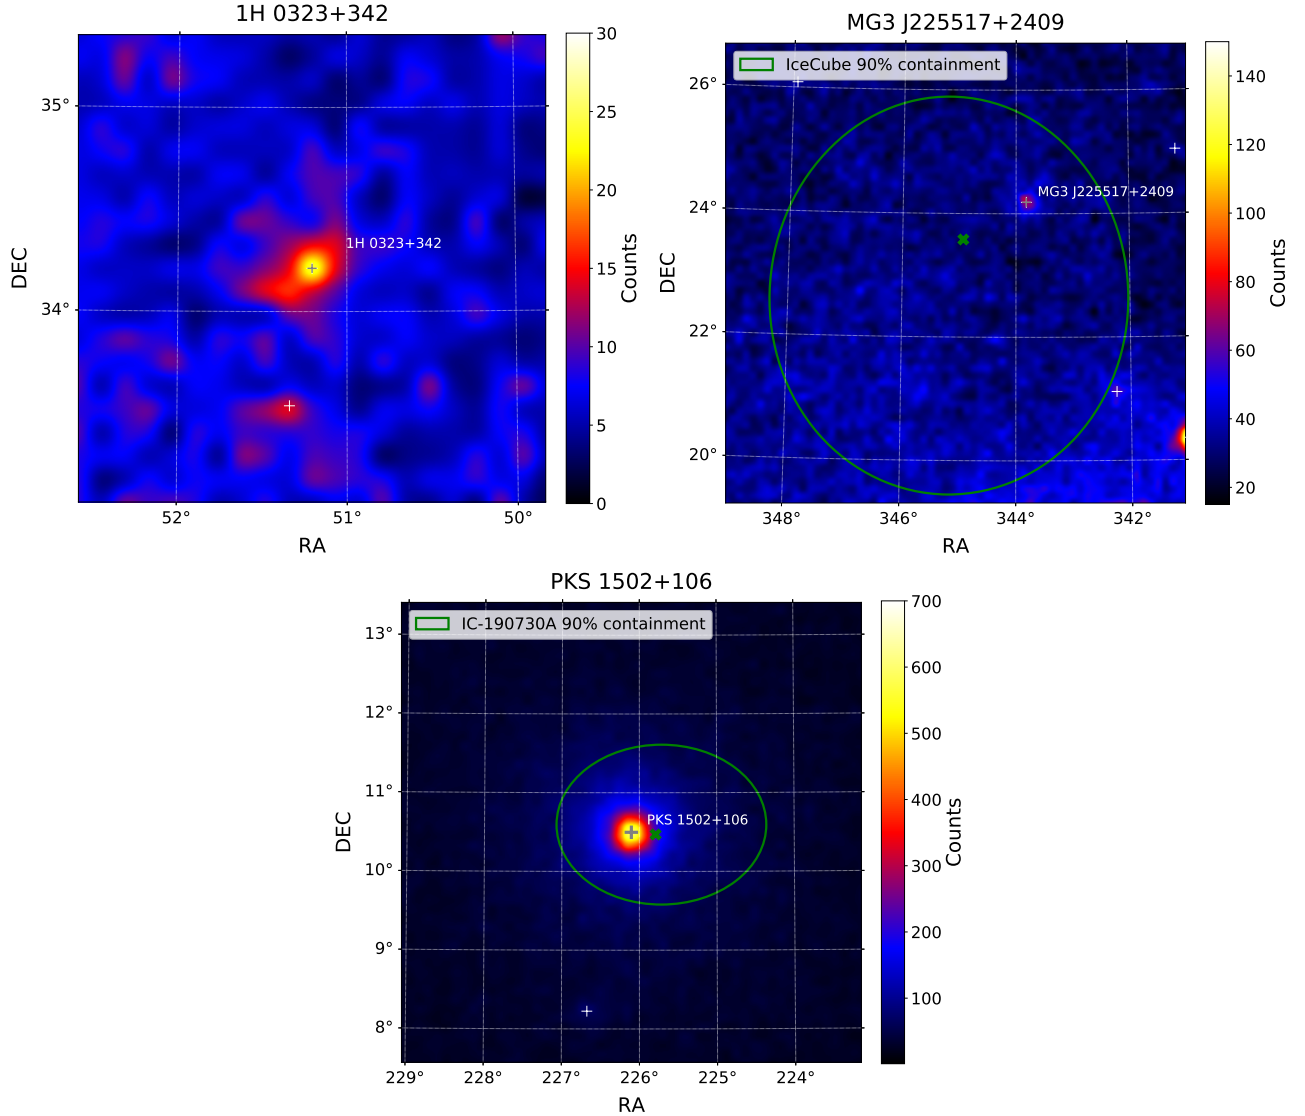 1H 0323+342
35°
34°
DEC
1H 0323+342
52°
51°
50°
RA
30
25
20
15
10
5
0
Counts
MG3 J225517+2409
IceCube 90% containment
26°
24°
22°
20°
DEC
MG3 J225517+2409
348°
346°
344°
342°
RA
140
120
100
80
60
40
20
Counts
PKS 1502+106
IC-190730A 90% containment
13°
12°
11°
10°
9°
8°
DEC
PKS 1502+106
229°
228°
227°
226°
225°
224°
RA
700
600
500
400
300
200
100
Counts